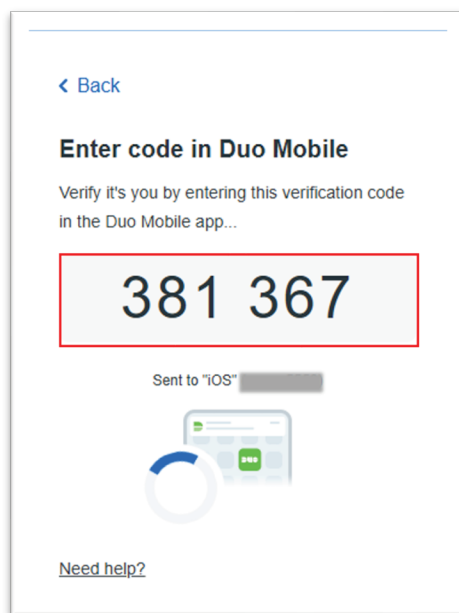 Back
Enter code in Duo Mobile
Verify it's you by entering this verification code
in the Duo Mobile app...
381 367
Sent to "iOS"
DUO
Need help?